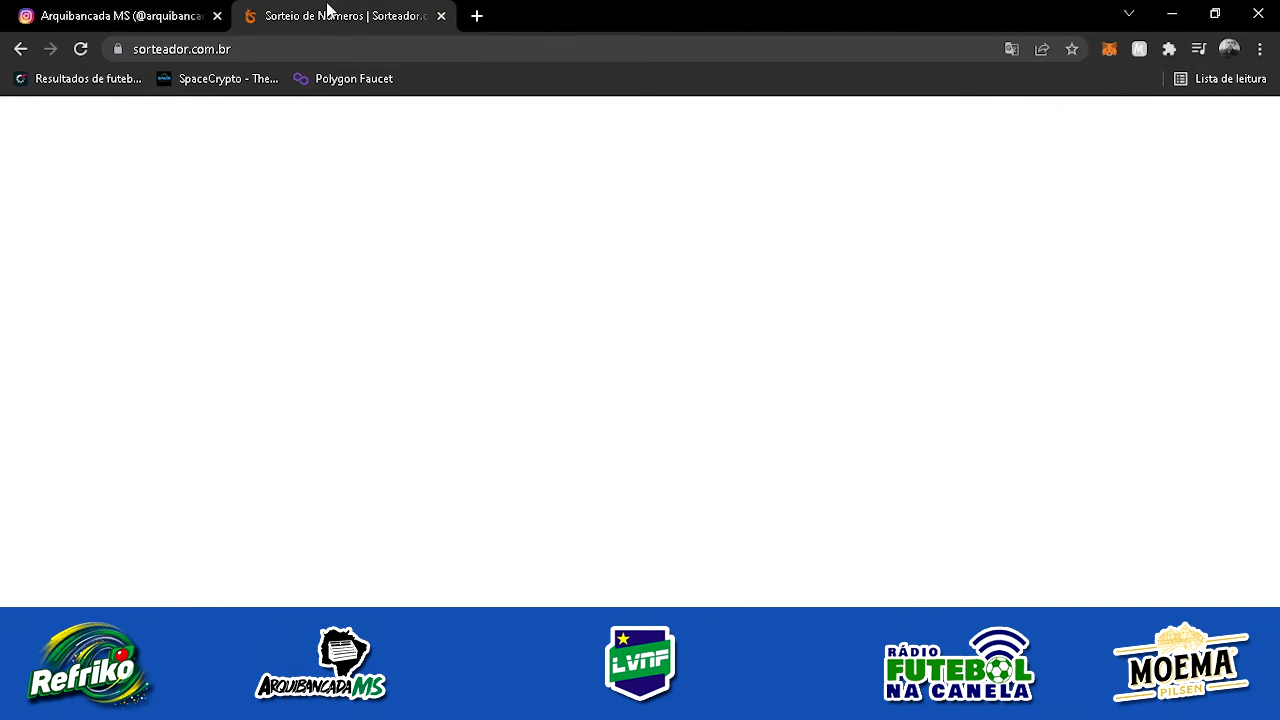 Arquibancada MS (@arquibanca
Sorteio de Números | Sorteador.c
sorteador.com.br
Resultados de futeb...
SpaceCrypto - The...
Polygon Faucet
Lista de leitura
Refriko
ARQUIBANCADA MS
LVNF
RÁDIO
FUTEBOL
NA CANELA
MOEMA
PILSEN